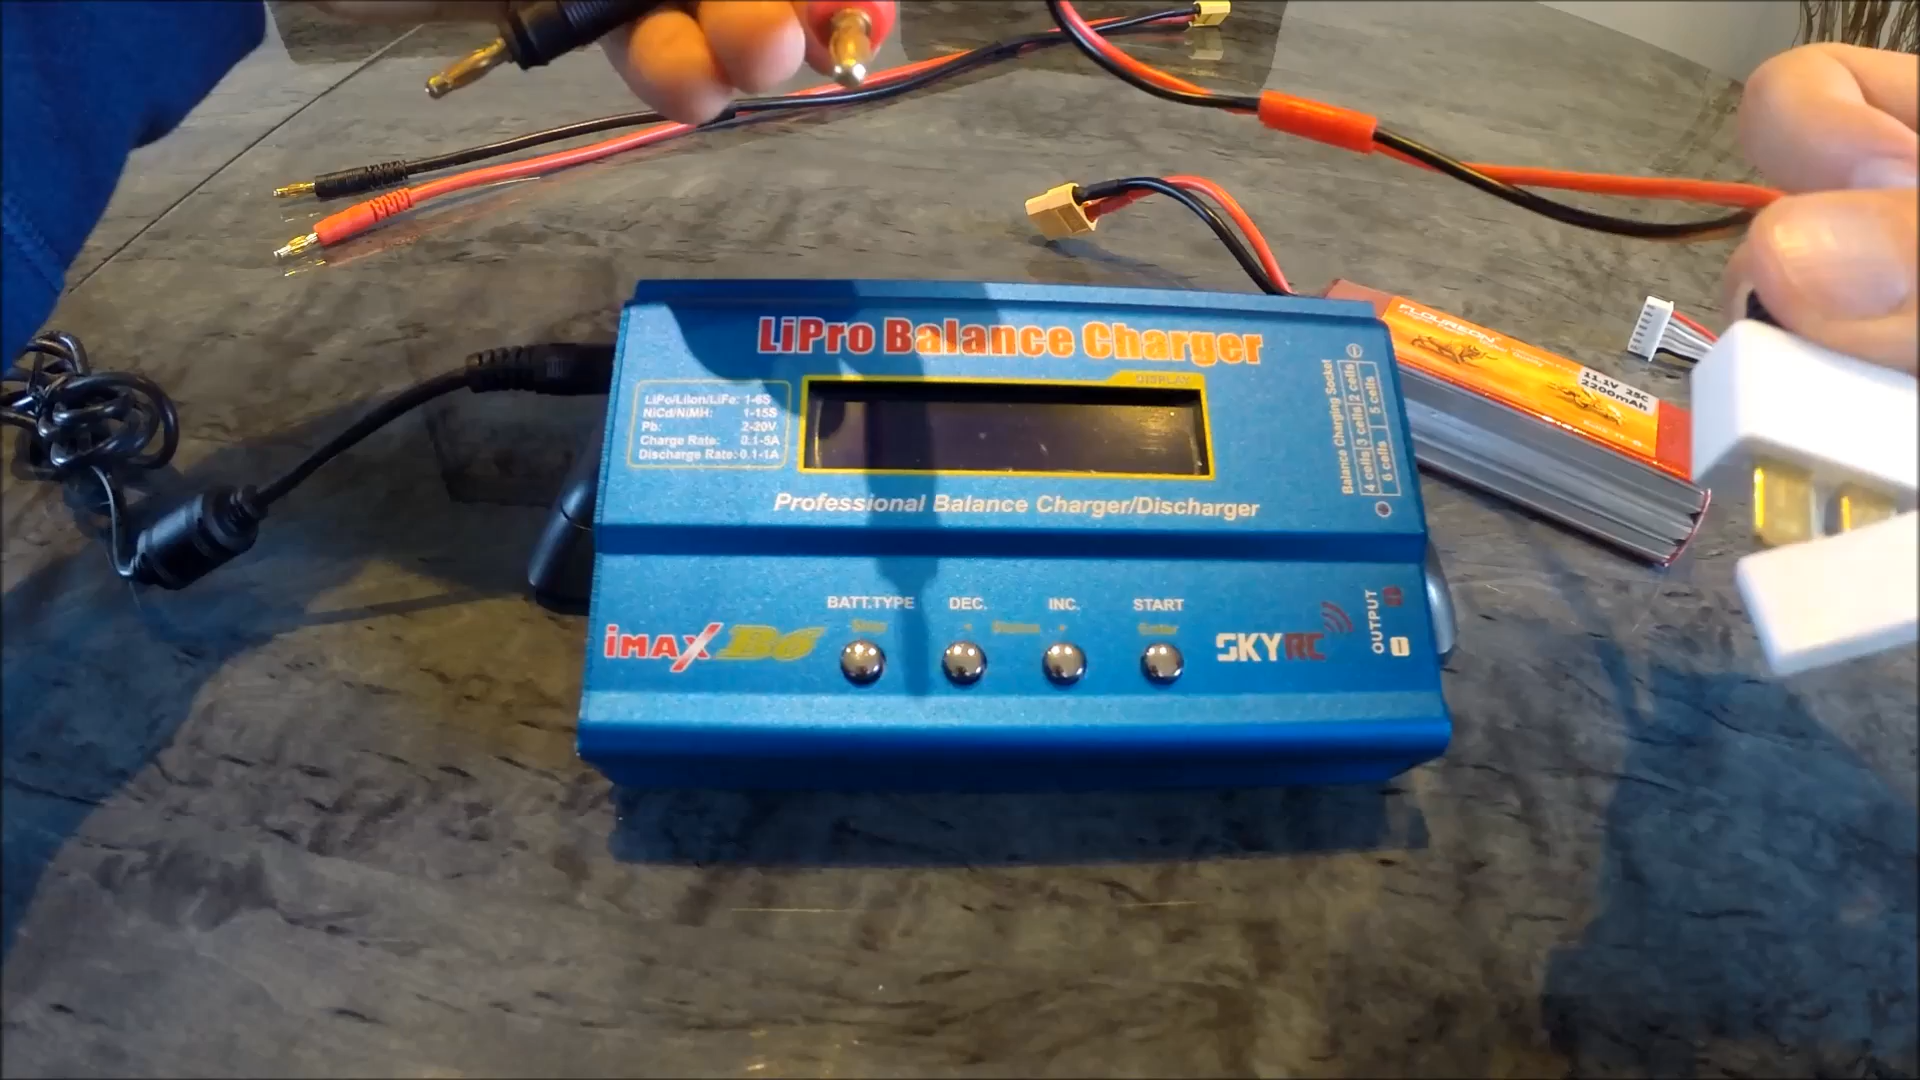 LiPro Balance Charger
DISPLAY
LiPo/LiIon/LiFe: 1-6S
NiCd/NiMH: 1-15S
Pb: 2-20V
Charge Rate: 0.1-5A
Discharge Rate: 0.1-1A
Professional Balance Charger/Discharger
Balance Charging Socket
4 cells 3 cells 2 cells
6 cells 5 cells
BATT.TYPE DEC. INC. START
Stop Status Enter
iMAX B6
SKYRC
OUTPUT
FLOUREON
11.1V 25C
2200mAh